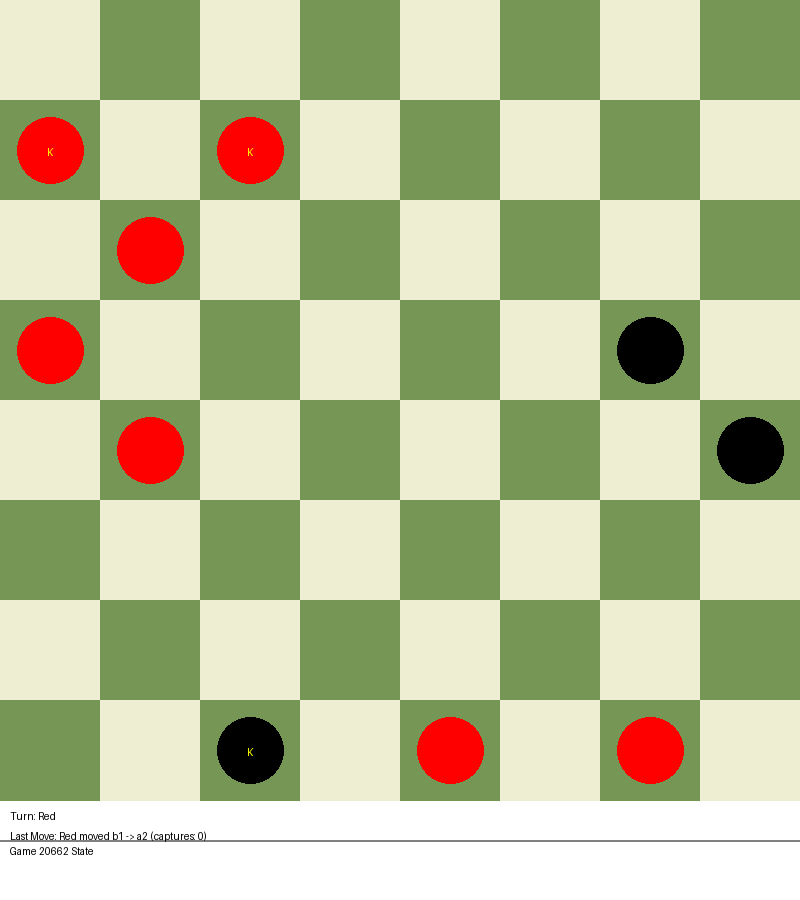 K K
K
Turn: Red
Last Move: Red moved b1 -> a2 (captures: 0)
Game 20662 State